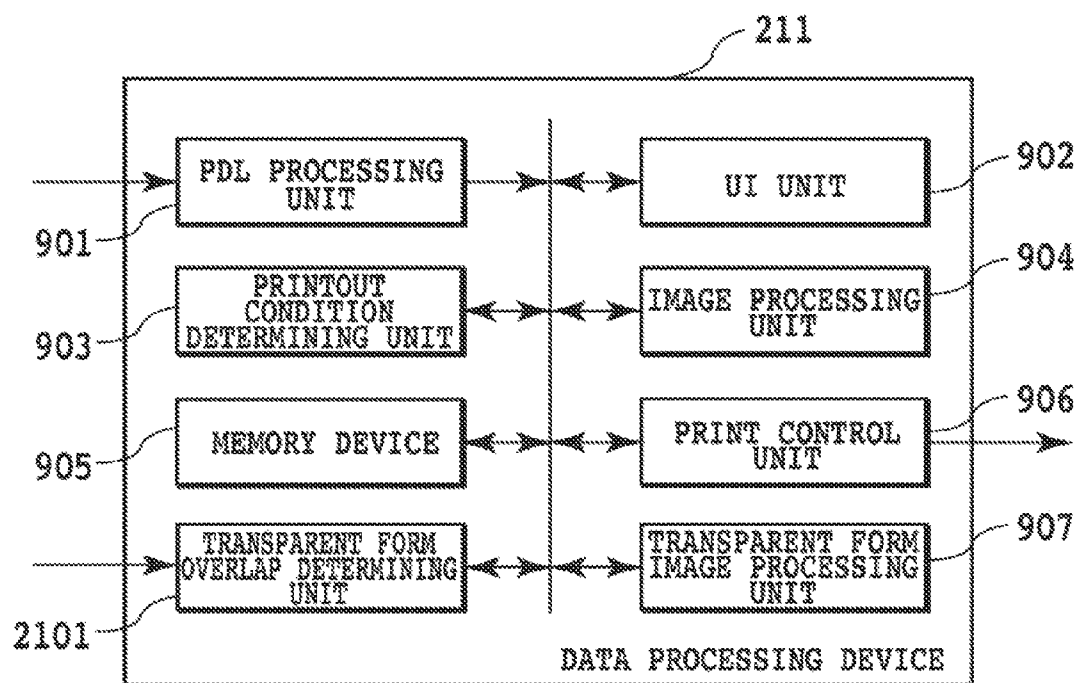 211
PDL PROCESSING
UNIT
901
UI UNIT
902
PRINTOUT
CONDITION
DETERMINING UNIT
903
IMAGE PROCESSING
UNIT
904
MEMORY DEVICE
905
PRINT CONTROL
UNIT
906
TRANSPARENT FORM
OVERLAP DETERMINING
UNIT
2101
TRANSPARENT FORM
IMAGE PROCESSING
UNIT
907
DATA PROCESSING DEVICE